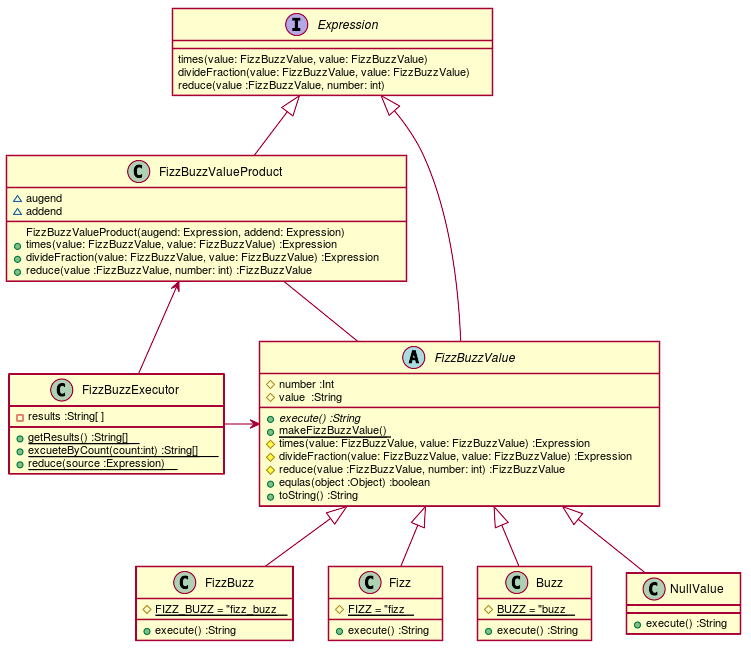 I Expression
times(value: FizzBuzzValue, value: FizzBuzzValue)
divideFraction(value: FizzBuzzValue, value: FizzBuzzValue)
reduce(value :FizzBuzzValue, number: int)
C FizzBuzzValueProduct
augend
addend
FizzBuzzValueProduct(augend: Expression, addend: Expression)
times(value: FizzBuzzValue, value: FizzBuzzValue) :Expression
divideFraction(value: FizzBuzzValue, value: FizzBuzzValue) :Expression
reduce(value :FizzBuzzValue, number: int) :FizzBuzzValue
C FizzBuzzExecutor
results :String[ ]
getResults() :String[]
excueteByCount(count:int) :String[]
reduce(source :Expression)
A FizzBuzzValue
number :Int
value :String
execute() :String
makeFizzBuzzValue()
times(value: FizzBuzzValue, value: FizzBuzzValue) :Expression
divideFraction(value: FizzBuzzValue, value: FizzBuzzValue) :Expression
reduce(value :FizzBuzzValue, number: int) :FizzBuzzValue
equlas(object :Object) :boolean
toString() :String
C FizzBuzz
FIZZ_BUZZ = "fizz_buzz
execute() :String
C Fizz
FIZZ = "fizz
execute() :String
C Buzz
BUZZ = "buzz
execute() :String
C NullValue
execute() :String